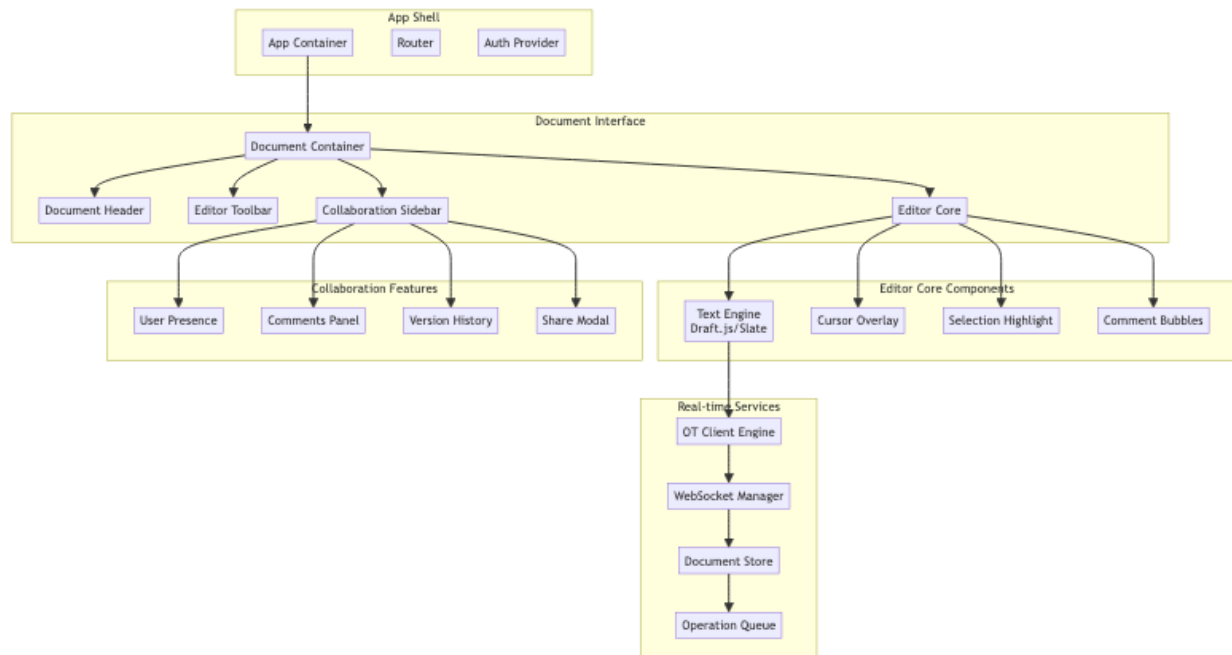 App Shell
App Container
Router
Auth Provider
Document Interface
Document Container
Document Header
Editor Toolbar
Collaboration Sidebar
Editor Core
Collaboration Features
User Presence
Comments Panel
Version History
Share Modal
Editor Core Components
Text Engine
Draft.js/Slate
Cursor Overlay
Selection Highlight
Comment Bubbles
Real-time Services
OT Client Engine
WebSocket Manager
Document Store
Operation Queue